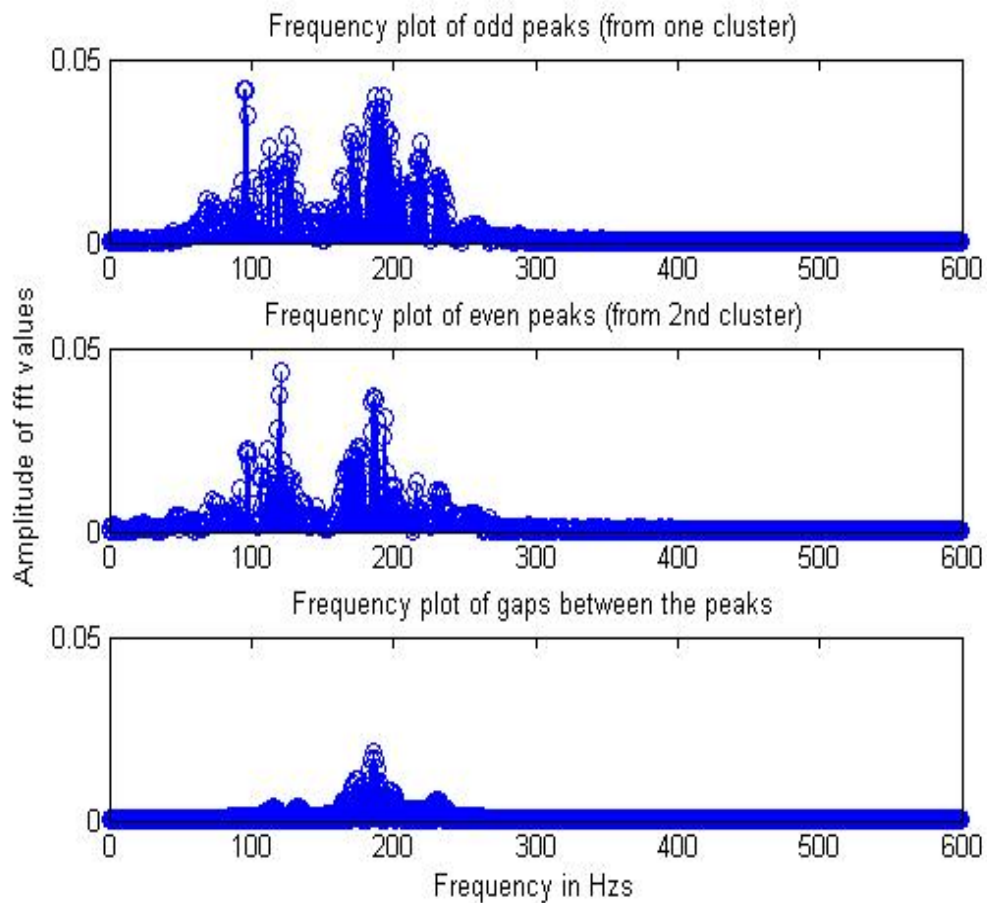 Frequency plot of odd peaks (from one cluster)
0.05
0
0 100 200 300 400 500 600
Frequency plot of even peaks (from 2nd cluster)
0.05
0
0 100 200 300 400 500 600
Amplitude of fft values
Frequency plot of gaps between the peaks
0.05
0
0 100 200 300 400 500 600
Frequency in Hzs